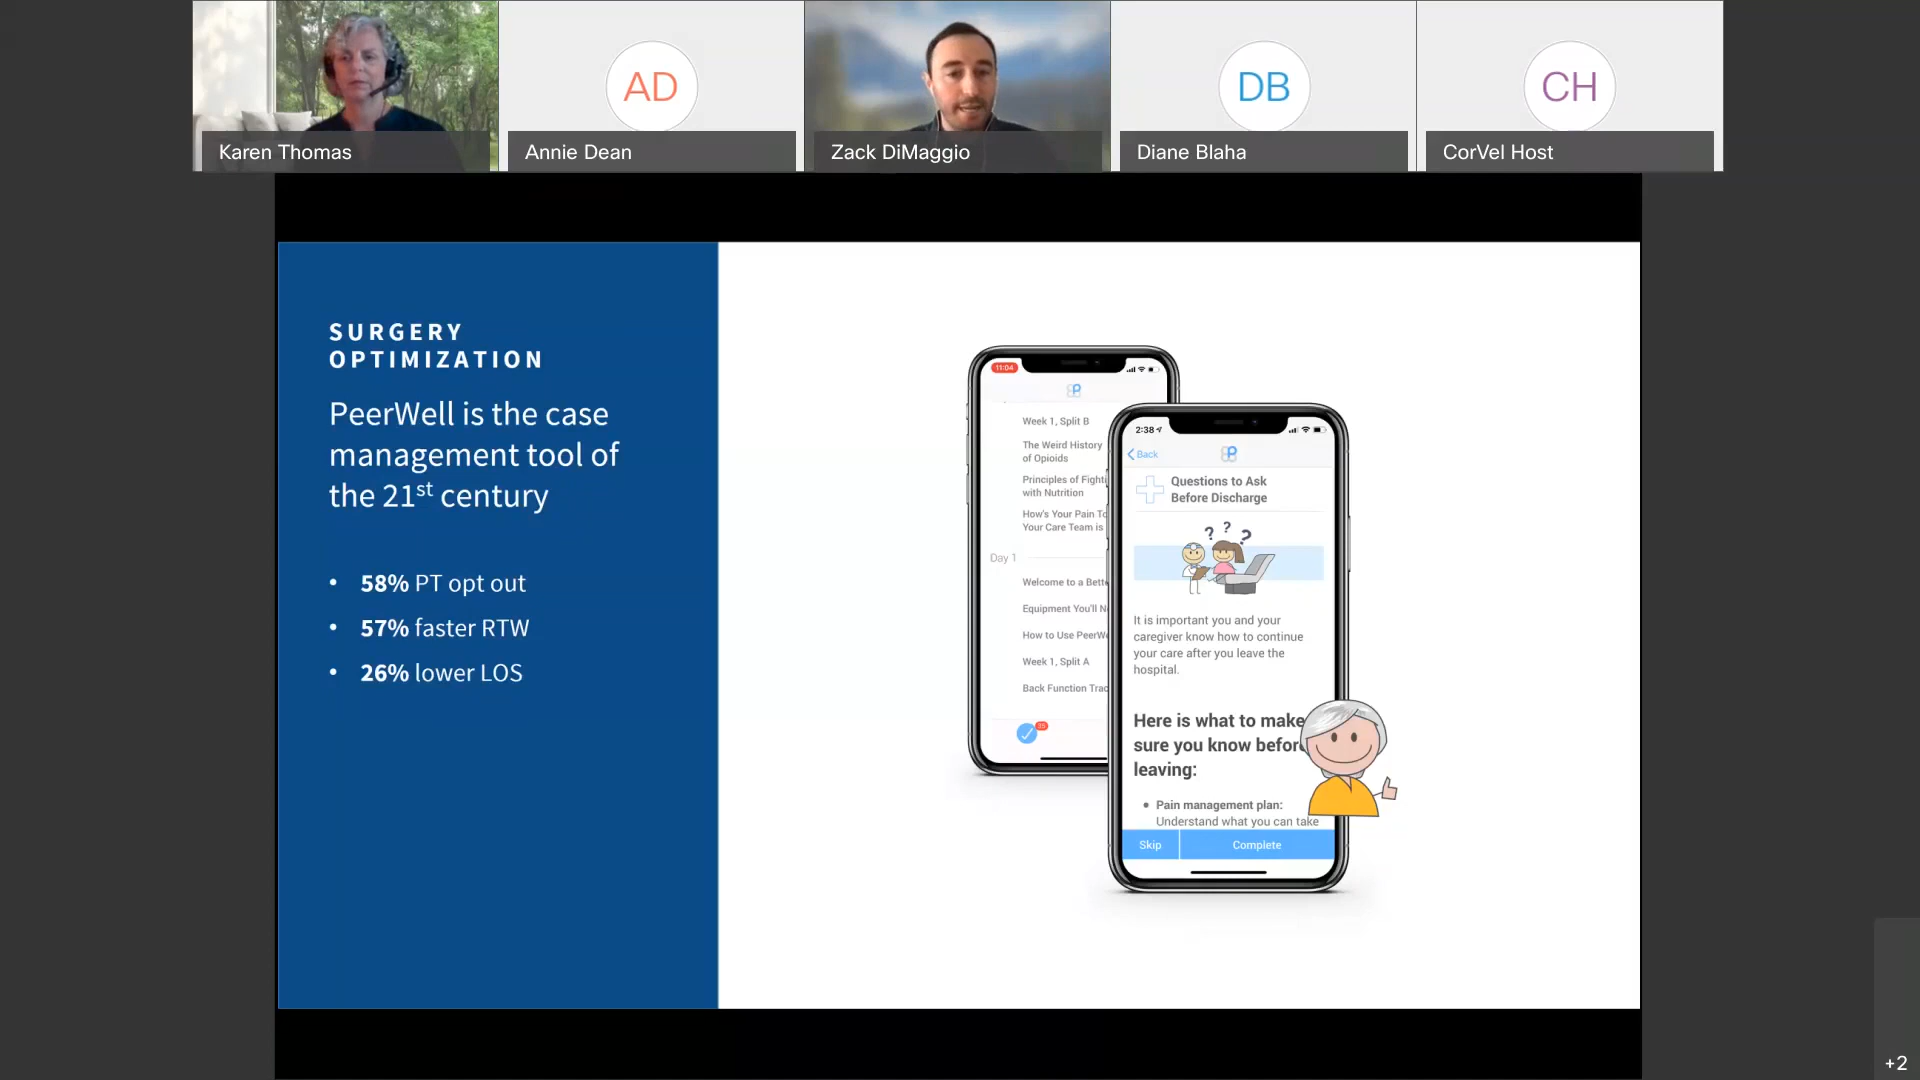 Karen Thomas
AD
Annie Dean
Zack DiMaggio
DB
Diane Blaha
CH
CorVel Host
SURGERY
OPTIMIZATION
PeerWell is the case
management tool of
the 21st century
• 58% PT opt out
• 57% faster RTW
• 26% lower LOS
11:04
P
Week 1, Split B
The Weird History
of Opioids
Principles of Fighti
with Nutrition
How's Your Pain To
Your Care Team is
Day 1
Welcome to a Bett
Equipment You'll N
How to Use PeerW
Week 1, Split A
Back Function Trac
35
2:38
Back
P
Questions to Ask
Before Discharge
? ? ?
It is important you and your
caregiver know how to continue
your care after you leave the
hospital.
Here is what to make
sure you know before
leaving:
• Pain management plan:
Understand what you can take
Skip
Complete
+2